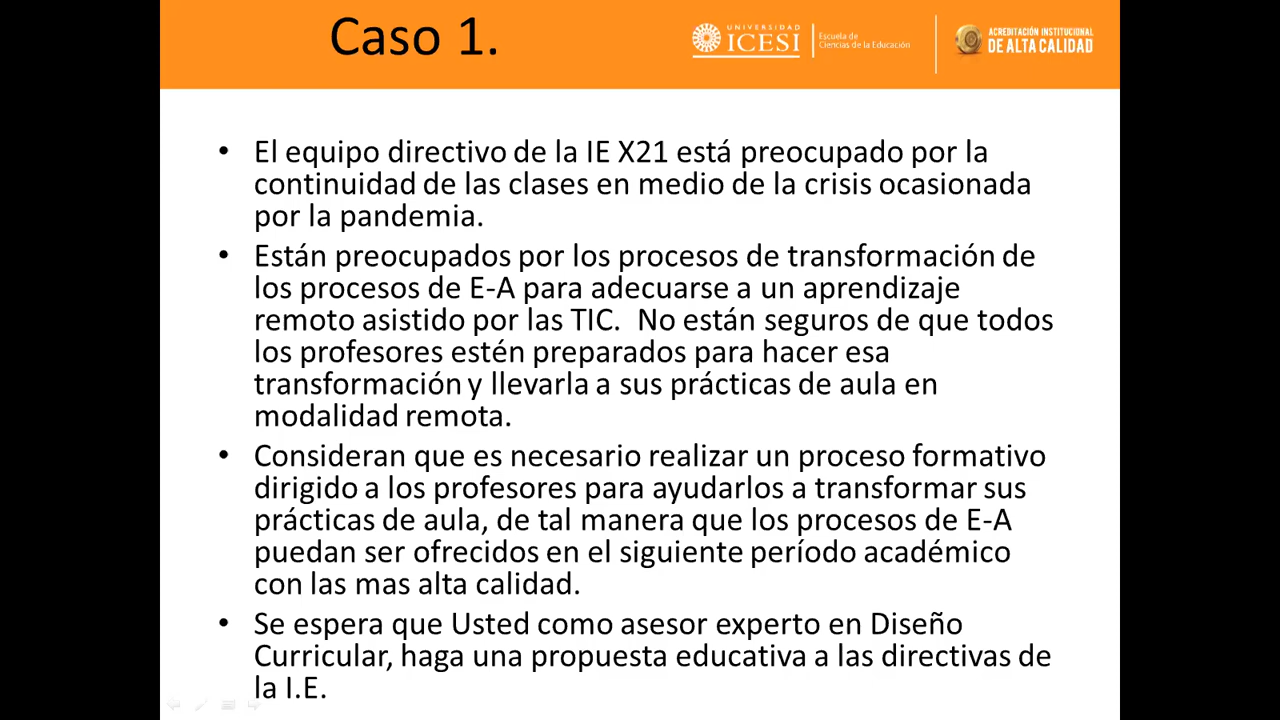 Caso 1.
UNIVERSIDAD
ICESI
Escuela de
Ciencias de la Educación
ACREDITACIÓN INSTITUCIONAL
DE ALTA CALIDAD
• El equipo directivo de la IE X21 está preocupado por la
continuidad de las clases en medio de la crisis ocasionada
por la pandemia.
• Están preocupados por los procesos de transformación de
los procesos de E-A para adecuarse a un aprendizaje
remoto asistido por las TIC. No están seguros de que todos
los profesores estén preparados para hacer esa
transformación y llevarla a sus prácticas de aula en
modalidad remota.
• Consideran que es necesario realizar un proceso formativo
dirigido a los profesores para ayudarlos a transformar sus
prácticas de aula, de tal manera que los procesos de E-A
puedan ser ofrecidos en el siguiente período académico
con las mas alta calidad.
• Se espera que Usted como asesor experto en Diseño
Curricular, haga una propuesta educativa a las directivas de
la I.E.